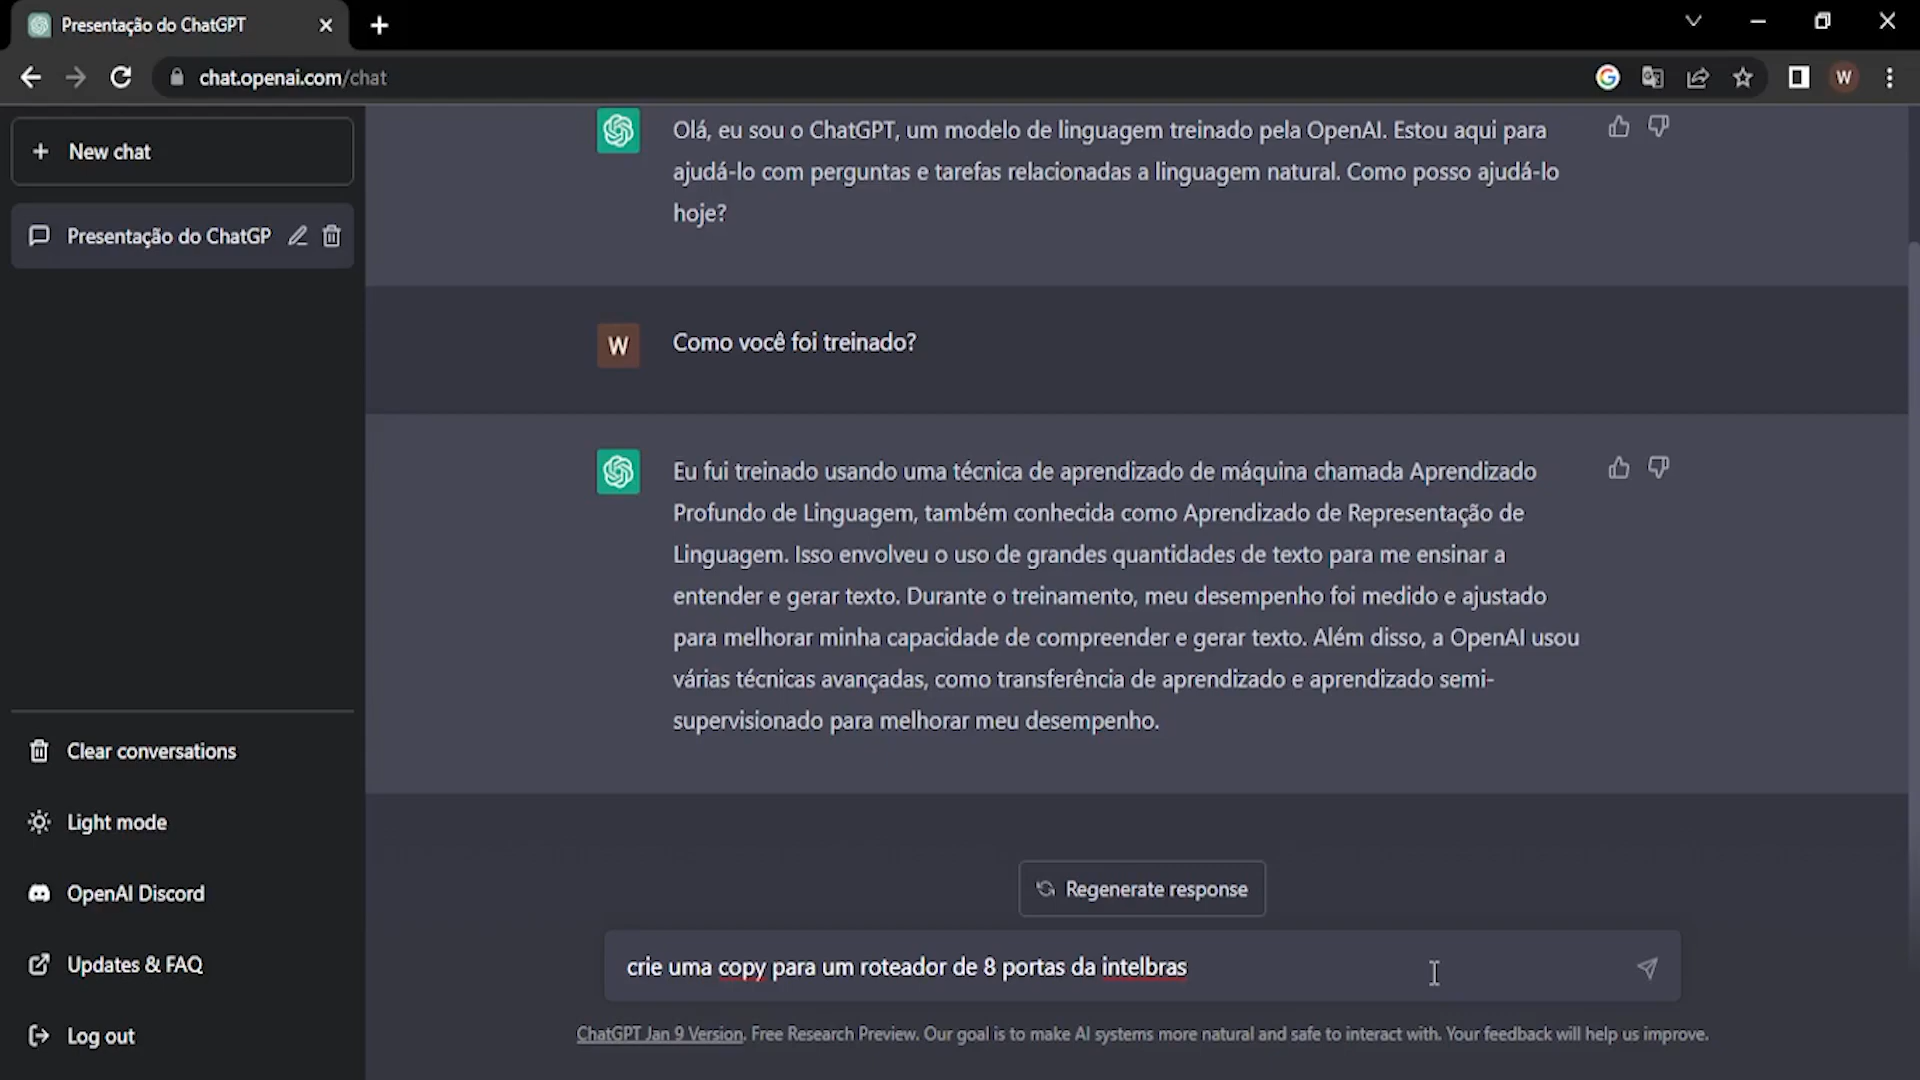 Presentação do ChatGPT
chat.openai.com/chat
W
New chat
Presentação do ChatGP
Clear conversations
Light mode
OpenAI Discord
Updates & FAQ
Log out
Olá, eu sou o ChatGPT, um modelo de linguagem treinado pela OpenAI. Estou aqui para
ajudá-lo com perguntas e tarefas relacionadas a linguagem natural. Como posso ajudá-lo
hoje?
W
Como você foi treinado?
Eu fui treinado usando uma técnica de aprendizado de máquina chamada Aprendizado
Profundo de Linguagem, também conhecida como Aprendizado de Representação de
Linguagem. Isso envolveu o uso de grandes quantidades de texto para me ensinar a
entender e gerar texto. Durante o treinamento, meu desempenho foi medido e ajustado
para melhorar minha capacidade de compreender e gerar texto. Além disso, a OpenAI usou
várias técnicas avançadas, como transferência de aprendizado e aprendizado semi-
supervisionado para melhorar meu desempenho.
Regenerate response
crie uma copy para um roteador de 8 portas da intelbras
ChatGPT Jan 9 Version. Free Research Preview. Our goal is to make AI systems more natural and safe to interact with. Your feedback will help us improve.